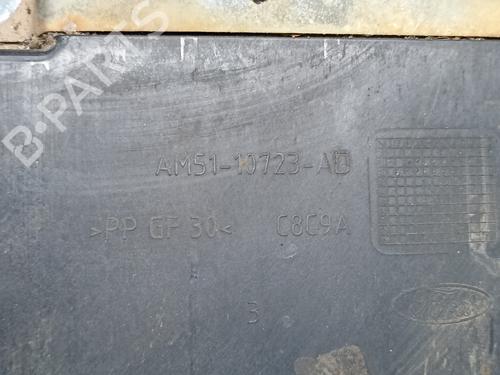 B-PARTS
AM51-10723-AD
>PP GF 30< C8C9A
3